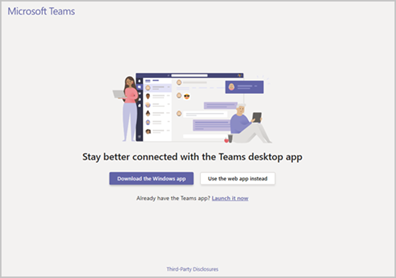 Microsoft Teams
Stay better connected with the Teams desktop app
Download the Windows app
Use the web app instead
Already have the Teams app? Launch it now
Third-Party Disclosures